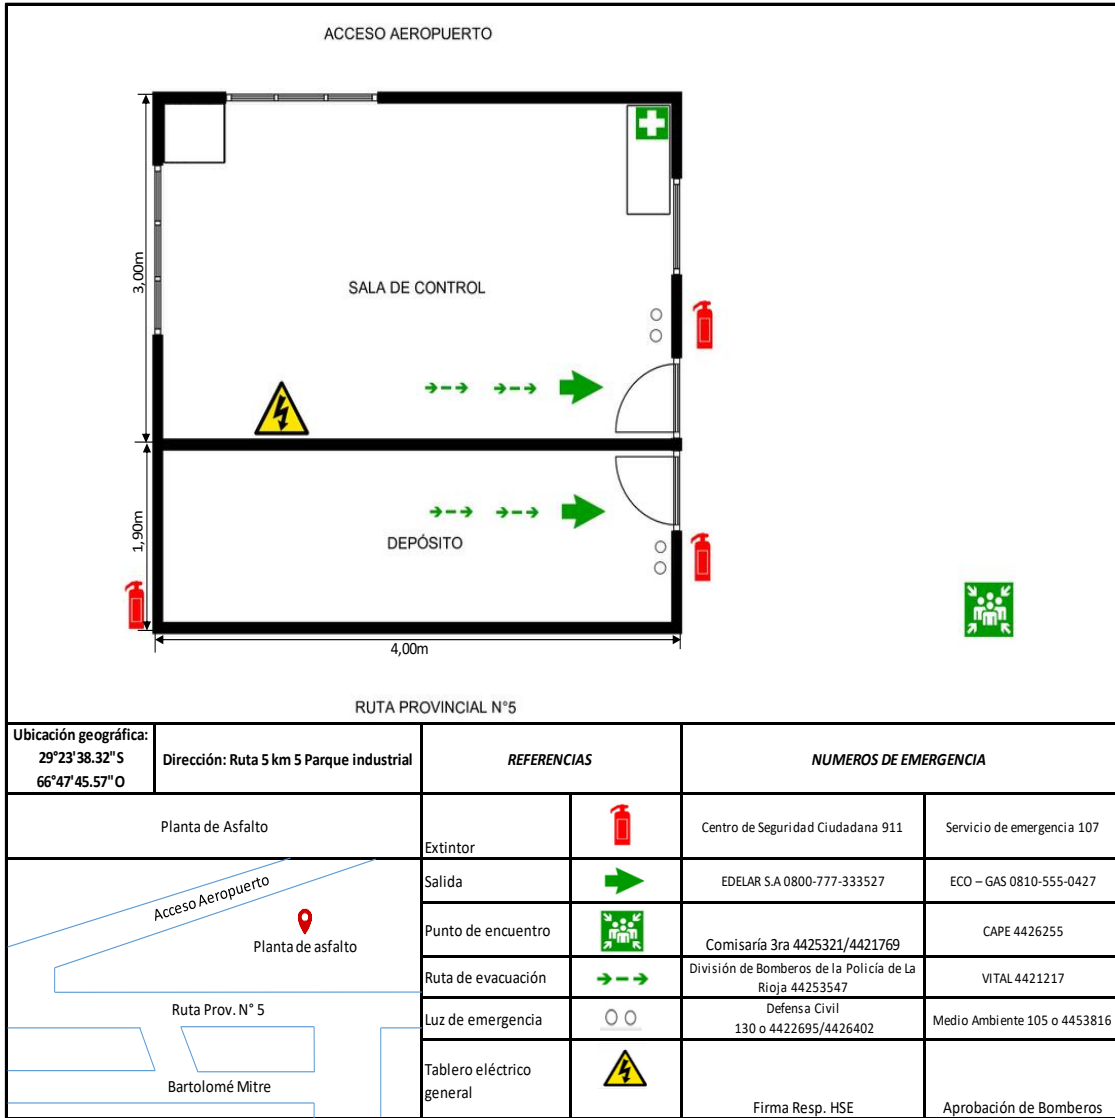 ACCESO AEROPUERTO
3,00m
SALA DE CONTROL
1,90m
DEPÓSITO
4,00m
RUTA PROVINCIAL N°5
Ubicación geográfica:
29°23'38.32"S
66°47'45.57"O
Dirección: Ruta 5 km 5 Parque industrial
REFERENCIAS
NUMEROS DE EMERGENCIA
Planta de Asfalto
Extintor
Centro de Seguridad Ciudadana 911
Servicio de emergencia 107
Acceso Aeropuerto
Planta de asfalto
Ruta Prov. N° 5
Bartolomé Mitre
Salida
EDELAR S.A 0800-777-333527
ECO – GAS 0810-555-0427
Punto de encuentro
Comisaría 3ra 4425321/4421769
CAPE 4426255
Ruta de evacuación
División de Bomberos de la Policía de La
Rioja 44253547
VITAL 4421217
Luz de emergencia
Defensa Civil
130 o 4422695/4426402
Medio Ambiente 105 o 4453816
Tablero eléctrico
general
Firma Resp. HSE
Aprobación de Bomberos